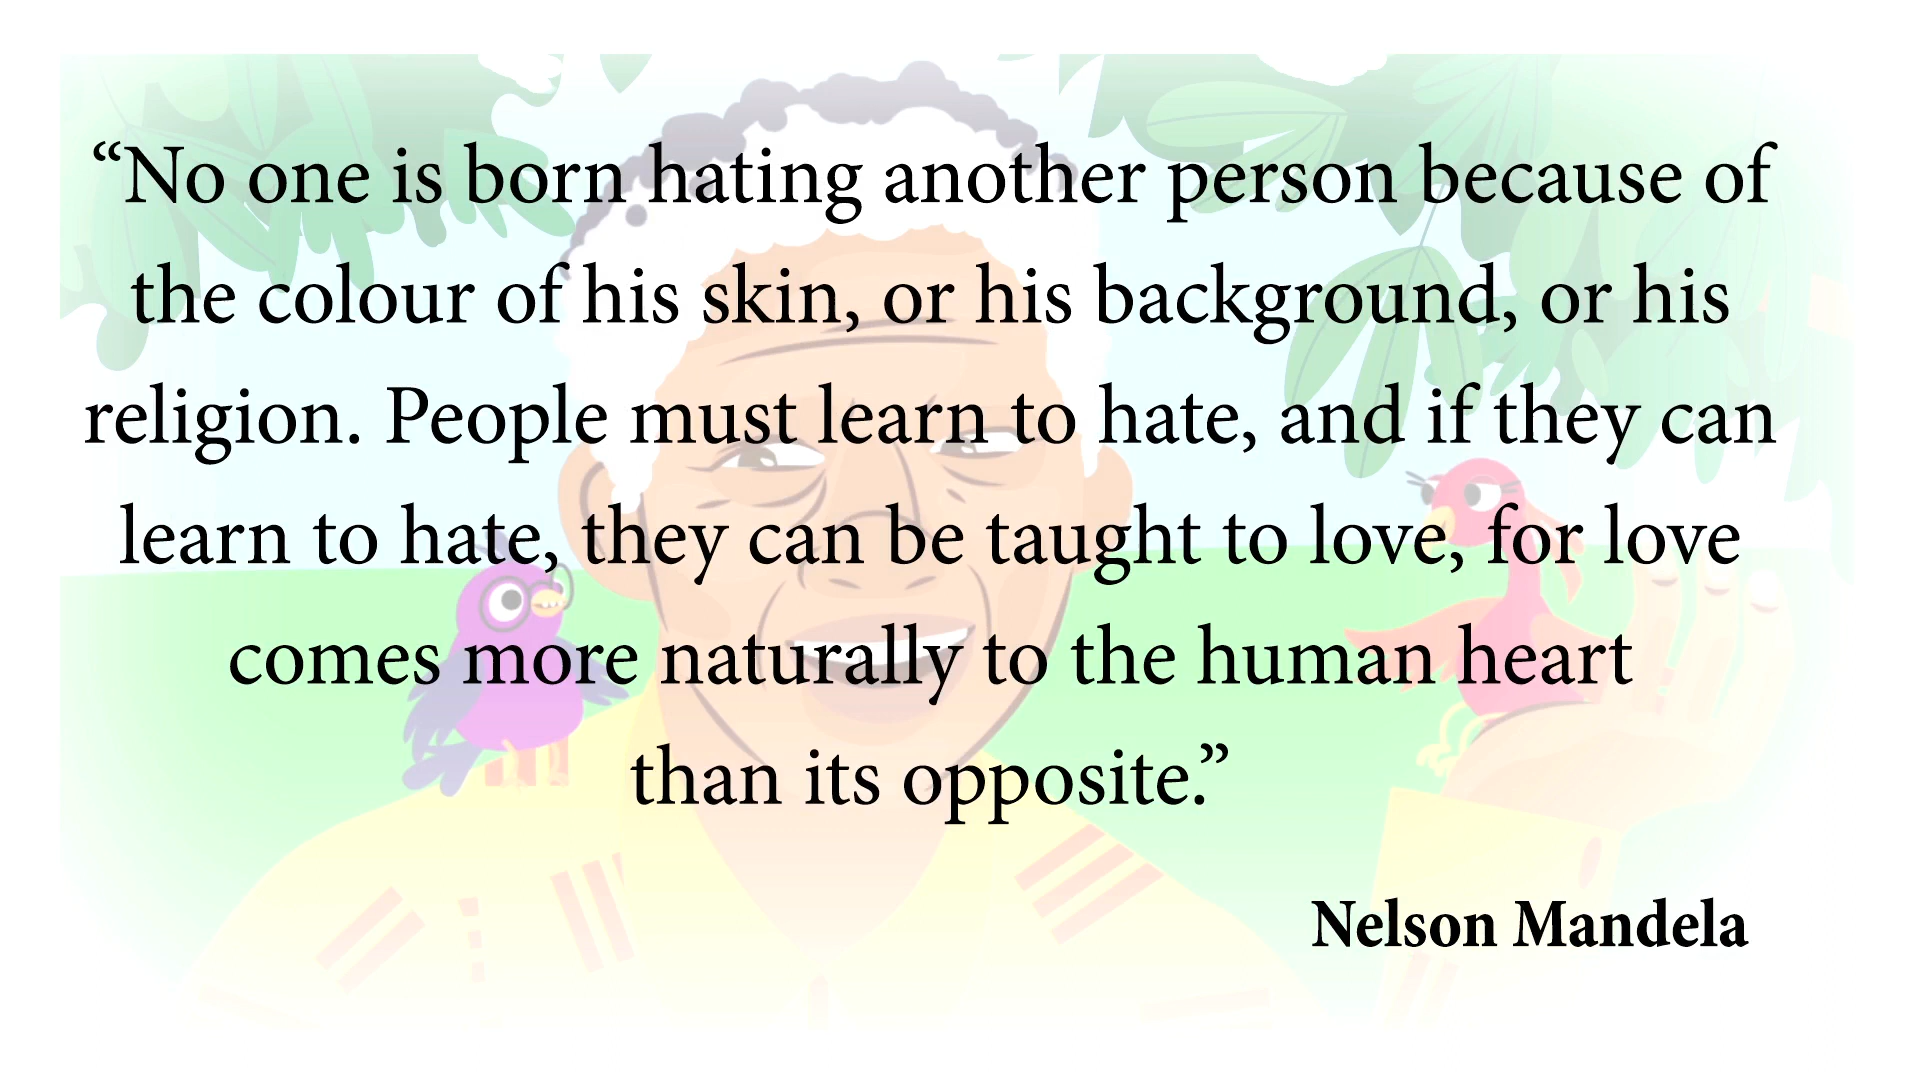 “No one is born hating another person because of
the colour of his skin, or his background, or his
religion. People must learn to hate, and if they can
learn to hate, they can be taught to love, for love
comes more naturally to the human heart
than its opposite.”
Nelson Mandela